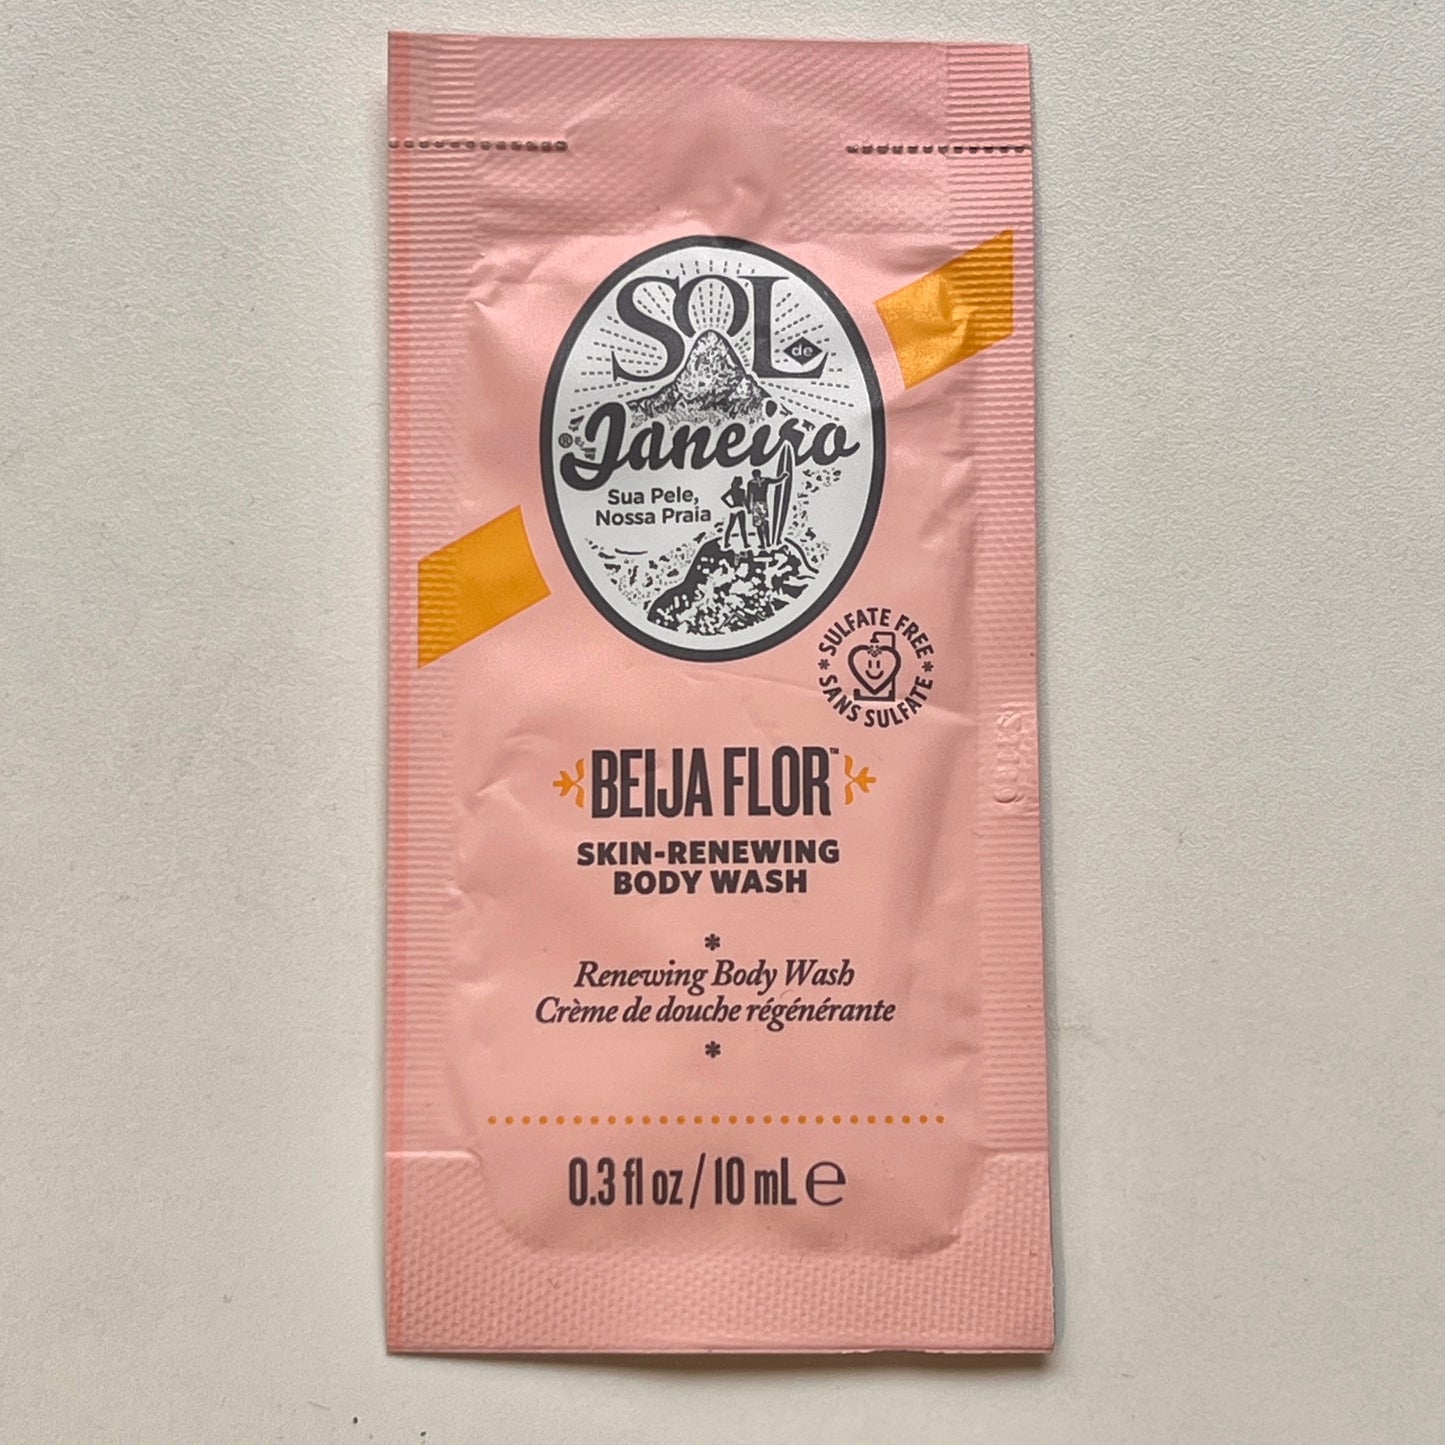 SOL
de
Janeiro
®
Sua Pele,
Nossa Praia
SULFATE FREE
* SANS SULFATE *
BEIJA FLOR™
SKIN-RENEWING
BODY WASH
*
Renewing Body Wash
Crème de douche régénérante
*
0.3 fl oz / 10 mL ℮